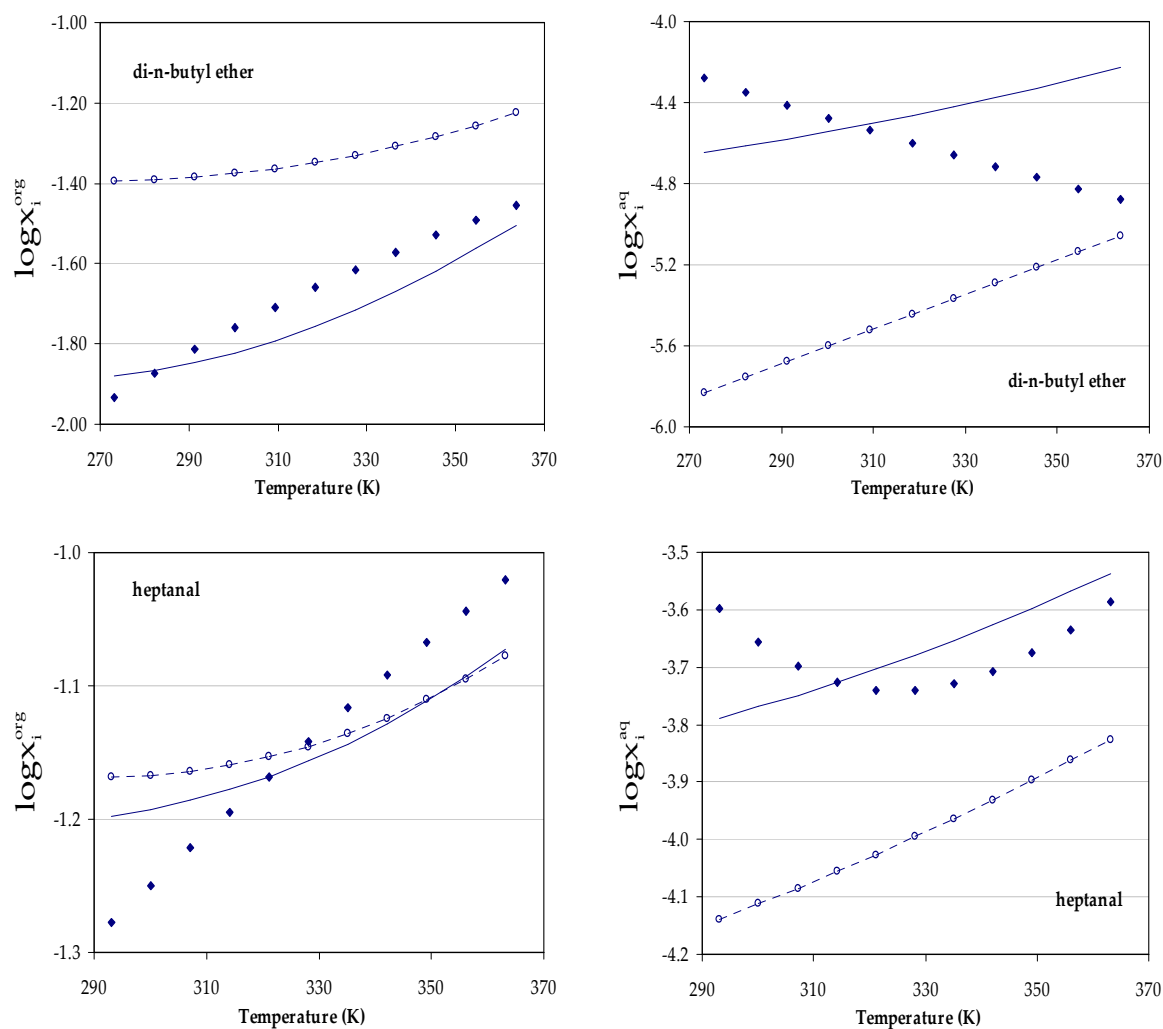 -1.00
-1.20
-1.40
-1.60
-1.80
-2.00
270 290 310 330 350 370
di-n-butyl ether
logx_i^org
Temperature (K)
-4.0
-4.4
-4.8
-5.2
-5.6
-6.0
270 290 310 330 350 370
di-n-butyl ether
logx_i^aq
Temperature (K)
-1.0
-1.1
-1.2
-1.3
290 310 330 350 370
heptanal
logx_i^org
Temperature (K)
-3.5
-3.6
-3.7
-3.8
-3.9
-4.0
-4.1
-4.2
290 310 330 350 370
heptanal
logx_i^aq
Temperature (K)